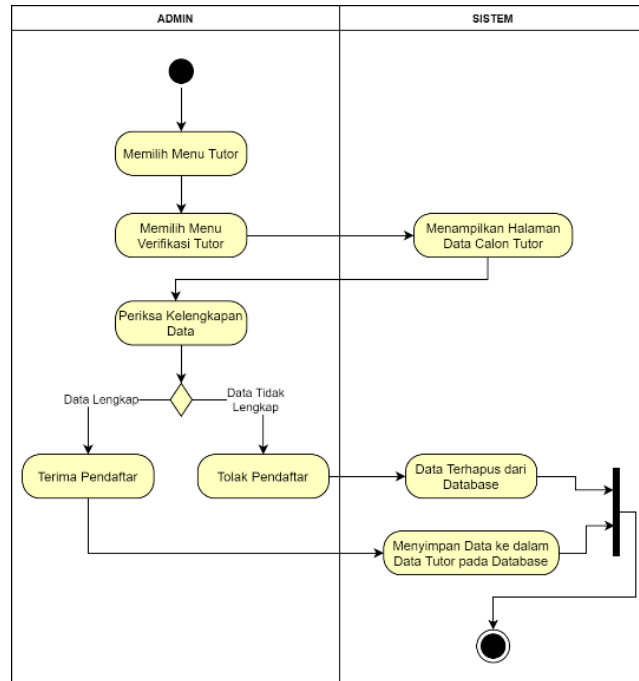 ADMIN
SISTEM
Memilih Menu Tutor
Memilih Menu
Verifikasi Tutor
Menampilkan Halaman
Data Calon Tutor
Periksa Kelengkapan
Data
Data Lengkap
Data Tidak
Lengkap
Terima Pendaftar
Tolak Pendaftar
Data Terhapus dari
Database
Menyimpan Data ke dalam
Data Tutor pada Database